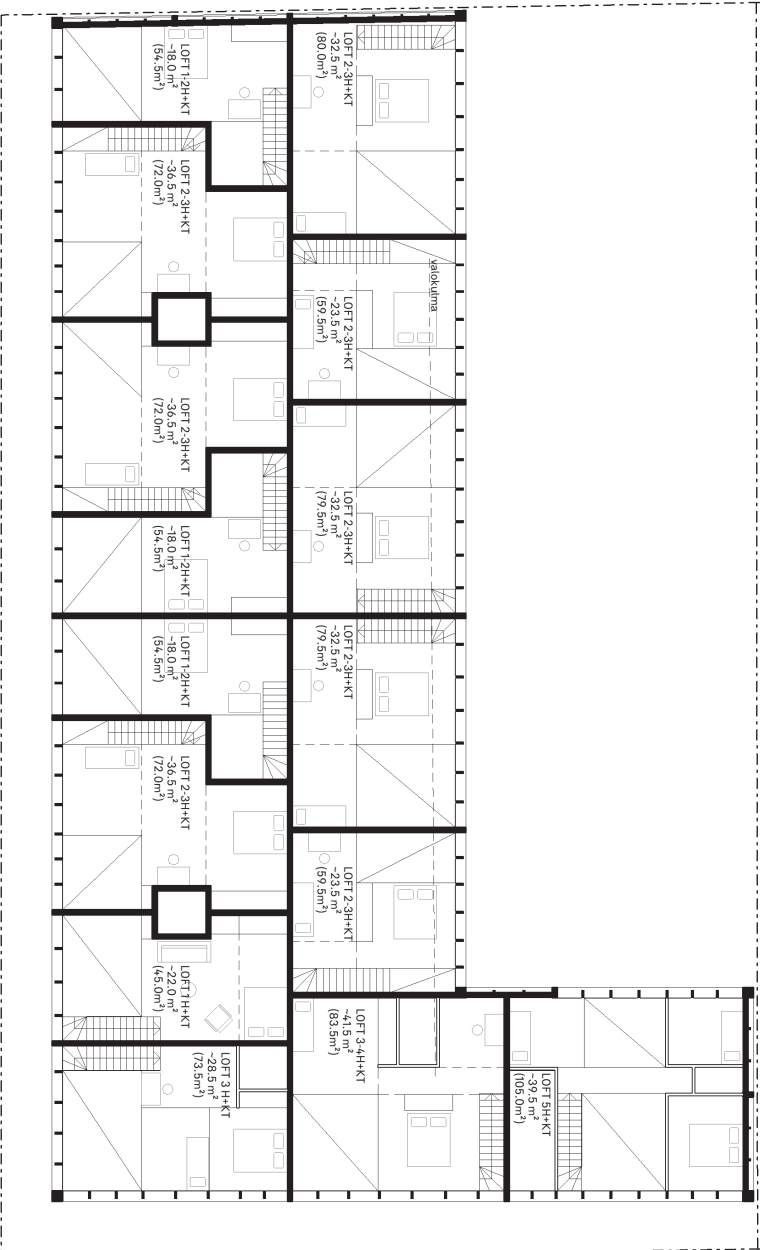 LOFT 1-2H+KT
~18.0 m²
(54.5m²)
LOFT 2-3H+KT
~36.5 m²
(72.0m²)
LOFT 2-3H+KT
~36.5 m²
(72.0m²)
LOFT 1-2H+KT
~18.0 m²
(54.5m²)
LOFT 1-2H+KT
~18.0 m²
(54.5m²)
LOFT 2-3H+KT
~36.5 m²
(72.0m²)
LOFT 1H+KT
~22.0 m²
(45.0m²)
LOFT 3 H+KT
~28.5 m²
(73.5m²)
LOFT 2-3H+KT
~32.5 m²
(80.0m²)
valokulma
LOFT 2-3H+KT
~23.5 m²
(59.5m²)
LOFT 2-3H+KT
~32.5 m²
(79.5m²)
LOFT 2-3H+KT
~32.5 m²
(79.5m²)
LOFT 2-3H+KT
~23.5 m²
(59.5m²)
LOFT 3-4H+KT
~41.5 m²
(83.5m²)
LOFT 5H+KT
~39.5 m²
(105.0m²)